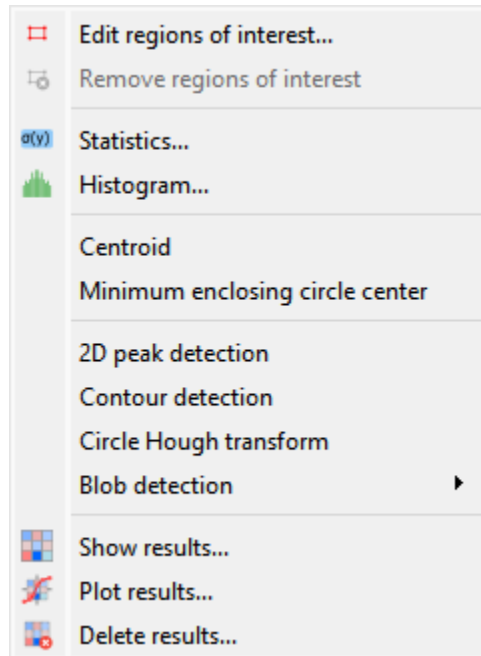 Edit regions of interest...
Remove regions of interest
σ(y) Statistics...
Histogram...
Centroid
Minimum enclosing circle center
2D peak detection
Contour detection
Circle Hough transform
Blob detection
Show results...
Plot results...
Delete results...